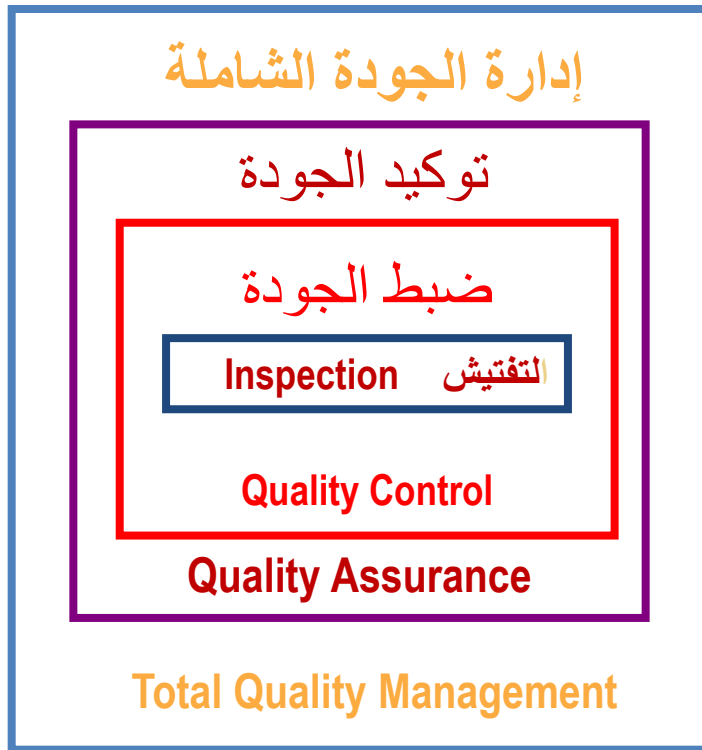 إدارة الجودة الشاملة
توكيد الجودة
ضبط الجودة
التفتيش Inspection
Quality Control
Quality Assurance
Total Quality Management